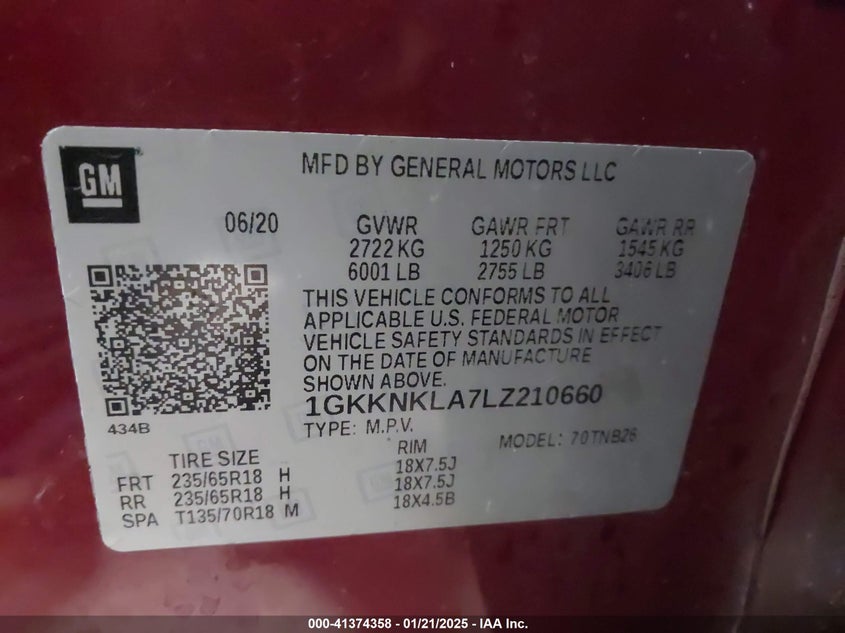 GM
MFD BY GENERAL MOTORS LLC
06/20 GVWR GAWR FRT GAWR RR
2722 KG 1250 KG 1545 KG
6001 LB 2755 LB 3406 LB
THIS VEHICLE CONFORMS TO ALL
APPLICABLE U.S. FEDERAL MOTOR
VEHICLE SAFETY STANDARDS IN EFFECT
ON THE DATE OF MANUFACTURE
SHOWN ABOVE.
1GKKNKLA7LZ210660
434B
TYPE: M.P.V. MODEL: 70TNB26
TIRE SIZE RIM
FRT 235/65R18 H 18X7.5J
RR 235/65R18 H 18X7.5J
SPA T135/70R18 M 18X4.5B
000-41374358 - 01/21/2025 - IAA Inc.